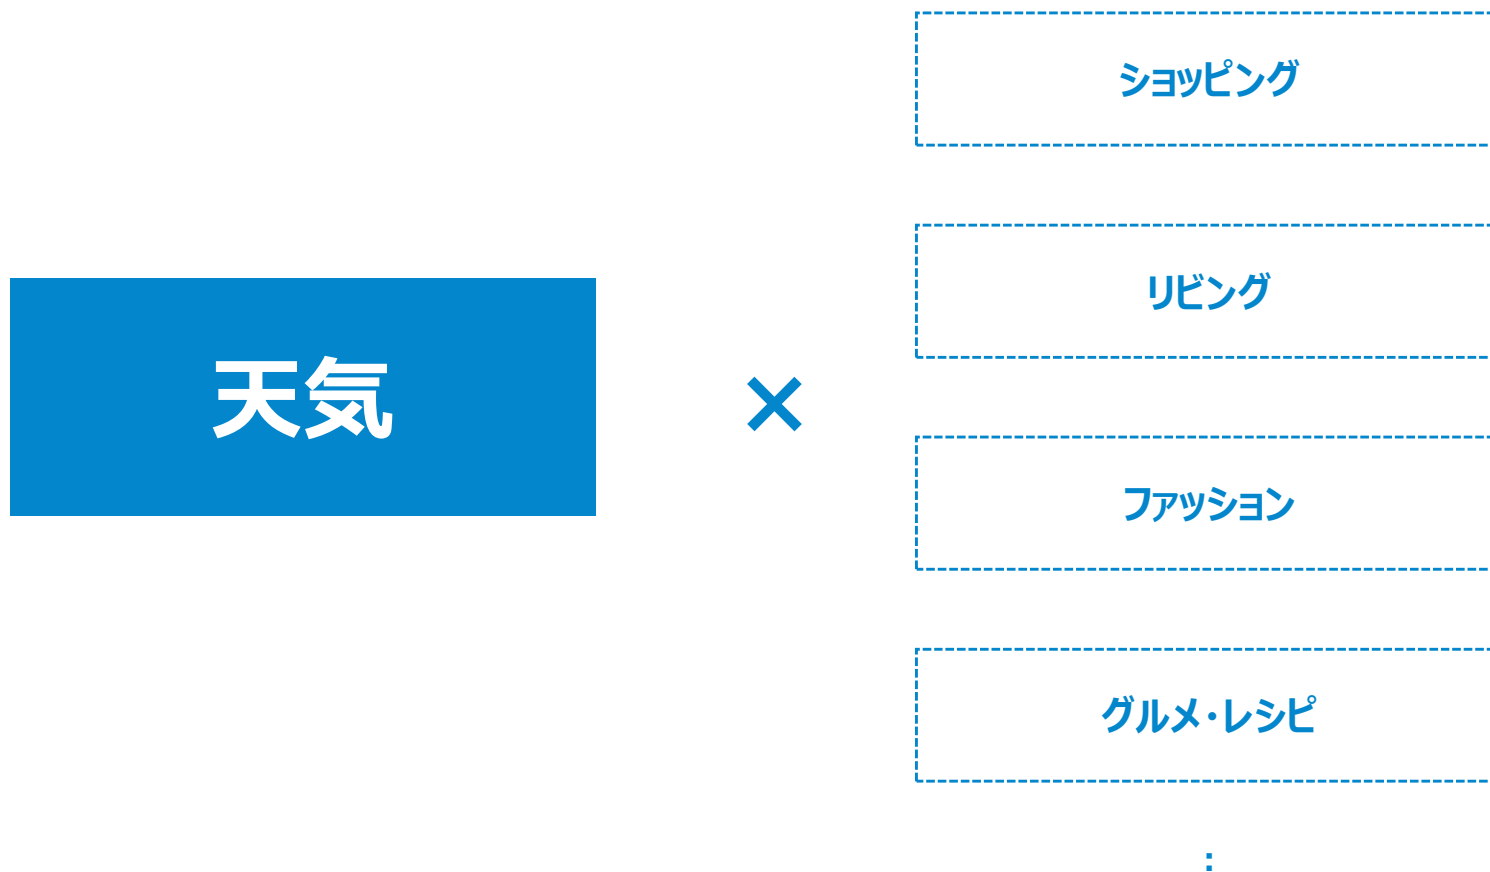 ショッピング
リビング
天気
×
ファッション
グルメ・レシピ
: